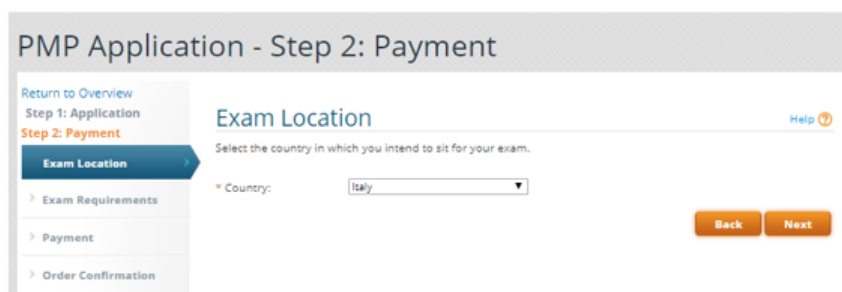 PMP Application - Step 2: Payment
Return to Overview
Step 1: Application
Step 2: Payment
Exam Location
Exam Requirements
Payment
Order Confirmation
Exam Location
Help
Select the country in which you intend to sit for your exam.
* Country:
Italy
Back
Next